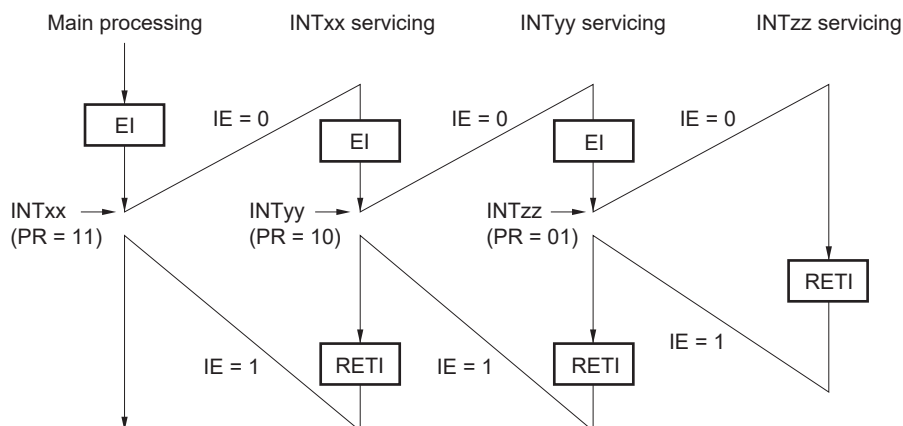 Main processing INTxx servicing INTyy servicing INTzz servicing
EI IE = 0 EI IE = 0 EI IE = 0
INTxx INTyy INTzz
(PR = 11) (PR = 10) (PR = 01)
RETI
IE = 1 RETI IE = 1 RETI IE = 1